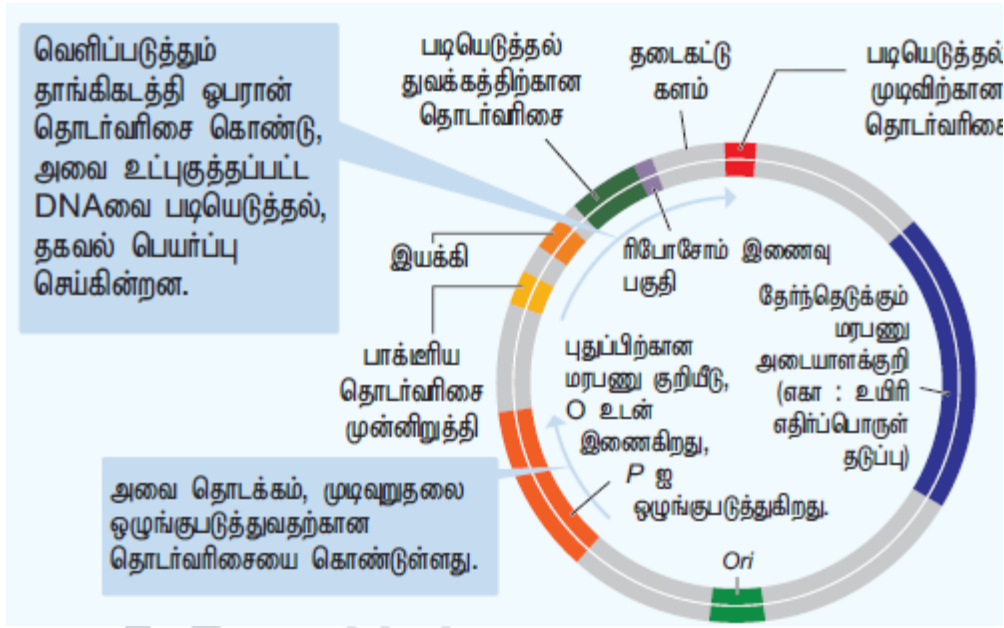 வெளிப்படுத்தும்
தாங்கிகடத்தி ஒபரான்
தொடர்வரிசை கொண்டு,
அவை உட்புகுத்தப்பட்ட
DNAவை படியெடுத்தல்,
தகவல் பெயர்ப்பு
செய்கின்றன.
படியெடுத்தல்
துவக்கத்திற்கான
தொடர்வரிசை
தடைகட்டு
களம்
படியெடுத்தல்
முடிவிற்கான
தொடர்வரிசை
இயக்கி
ரிபோசோம் இணைவு
பகுதி
பாக்டீரிய
தொடர்வரிசை
முன்னிறுத்தி
புதுப்பிற்கான
மரபணு குறியீடு,
O உடன்
இணைகிறது,
P ஐ
ஒழுங்குபடுத்துகிறது.
தேர்ந்தெடுக்கும்
மரபணு
அடையாளக்குறி
(எகா : உயிரி
எதிர்ப்பொருள்
தடுப்பு)
அவை தொடக்கம், முடிவுறுதலை
ஒழுங்குபடுத்துவதற்கான
தொடர்வரிசையை கொண்டுள்ளது.
Ori